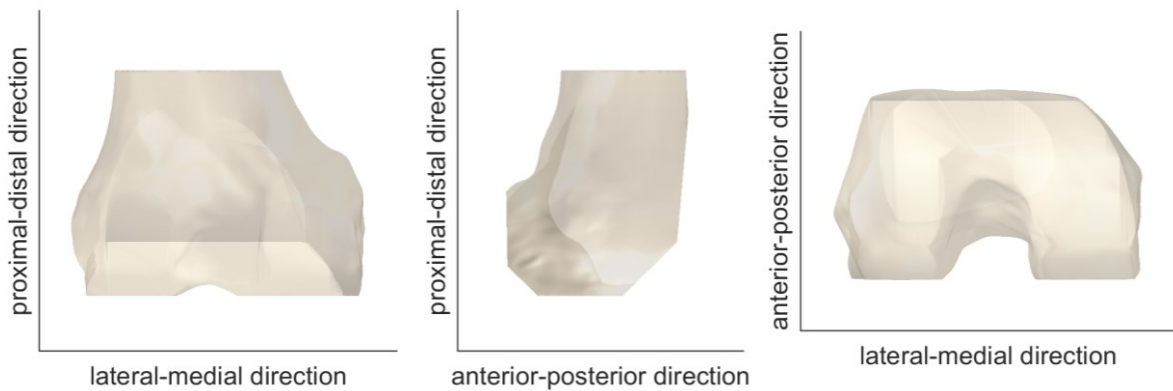 proximal-distal direction
lateral-medial direction
proximal-distal direction
anterior-posterior direction
anterior-posterior direction
lateral-medial direction